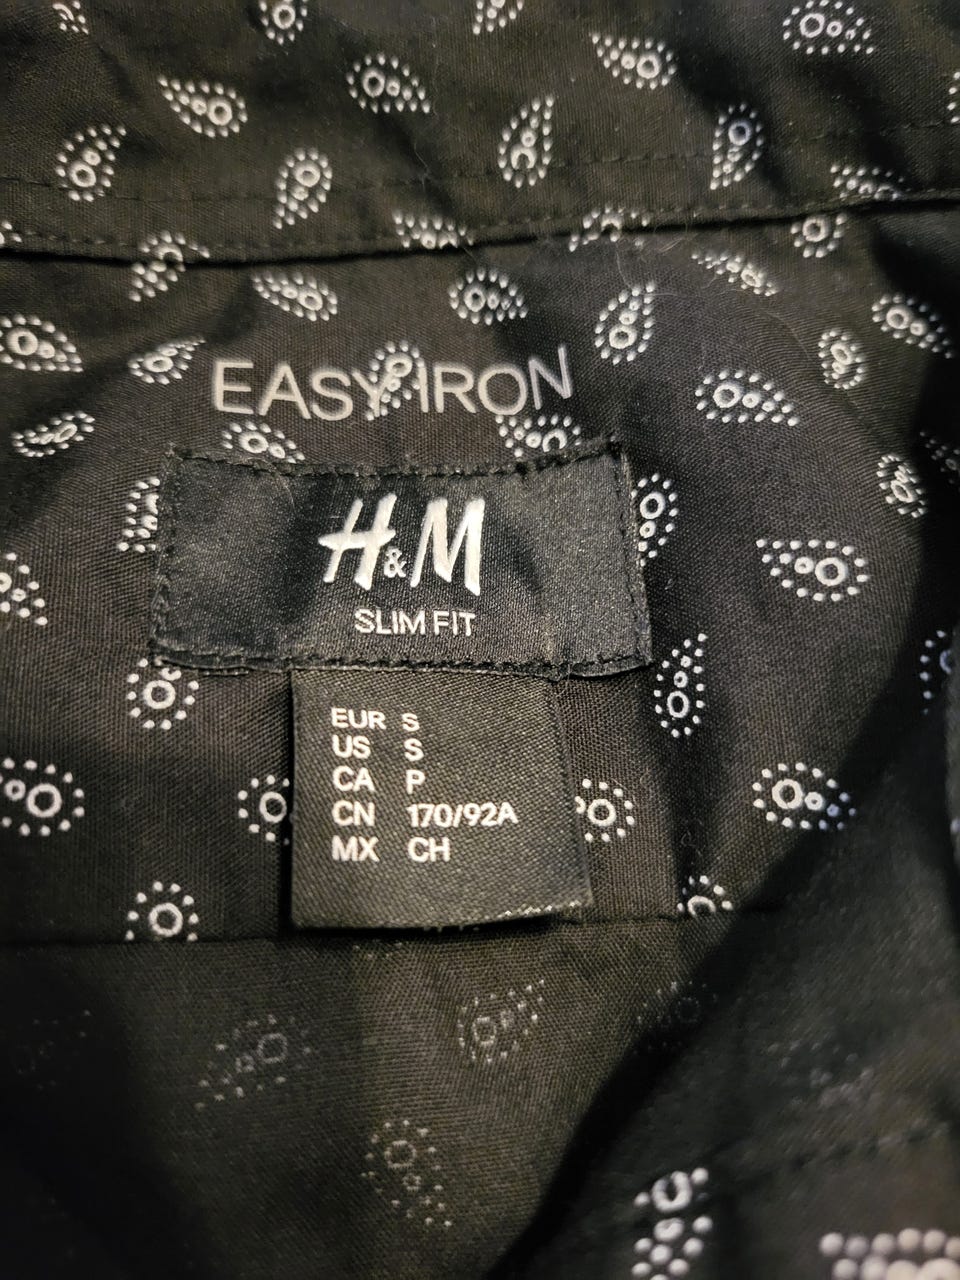 EASY IRON
H&M
SLIM FIT
EUR S
US S
CA P
CN 170/92A
MX CH